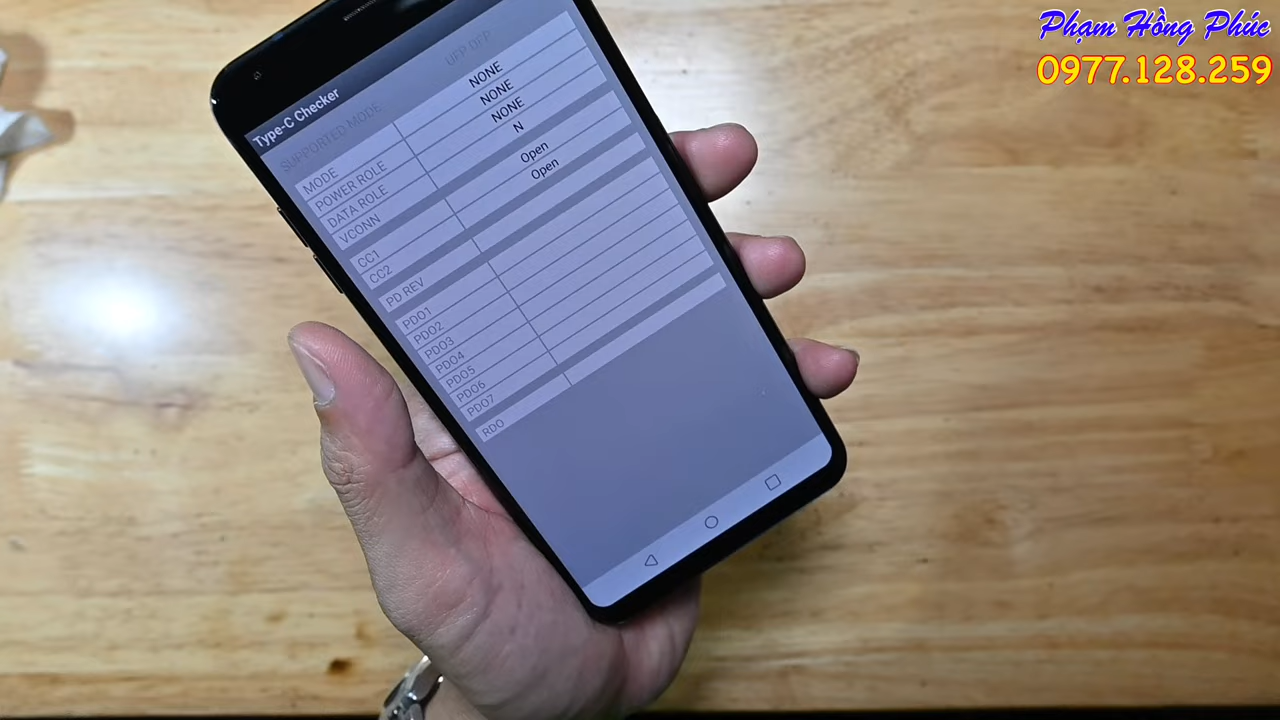 Phạm Hồng Phúc
0977.128.259
Type-C Checker
SUPPORTED MODE UFP DFP
MODE NONE
POWER ROLE NONE
DATA ROLE NONE
VCONN N
CC1 Open
CC2 Open
PD REV
PDO1
PDO2
PDO3
PDO4
PDO5
PDO6
PDO7
RDO